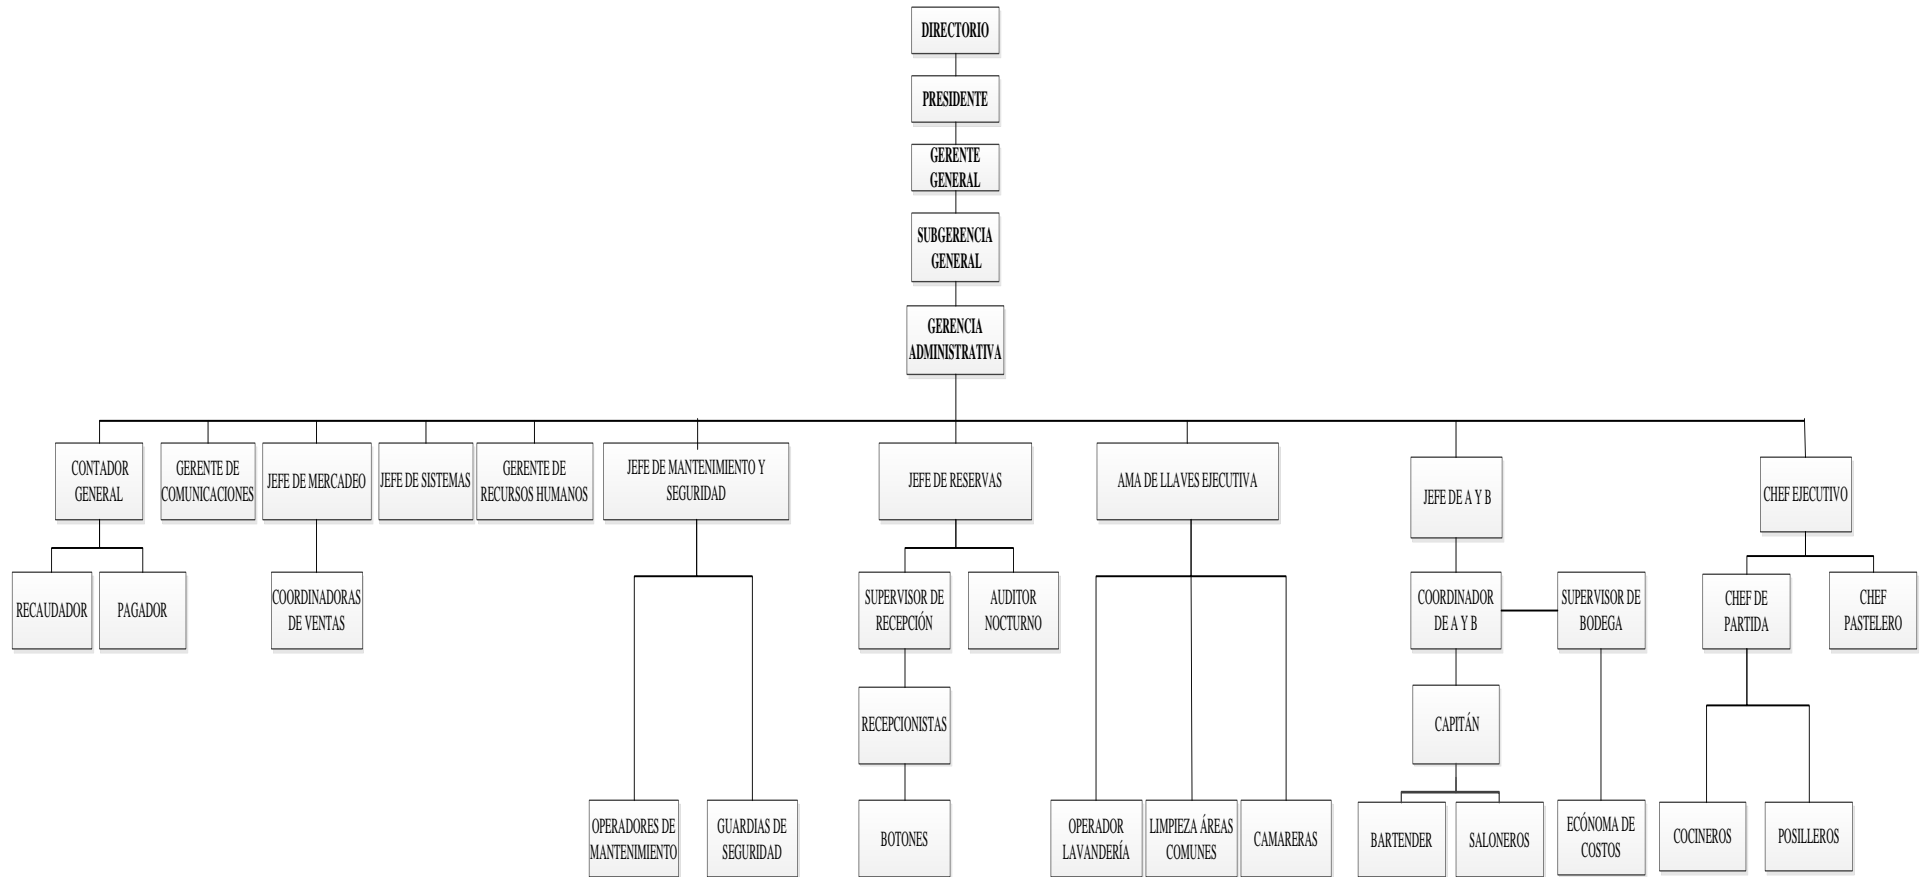 DIRECTORIO
PRESIDENTE
GERENTE
GENERAL
SUBGERENCIA
GENERAL
GERENCIA
ADMINISTRATIVA
CONTADOR
GENERAL
GERENTE DE
COMUNICACIONES
JEFE DE MERCADEO
JEFE DE SISTEMAS
GERENTE DE
RECURSOS HUMANOS
JEFE DE MANTENIMIENTO Y
SEGURIDAD
JEFE DE RESERVAS
AMA DE LLAVES EJECUTIVA
JEFE DE A Y B
CHEF EJECUTIVO
RECAUDADOR
PAGADOR
COORDINADORAS
DE VENTAS
SUPERVISOR DE
RECEPCIÓN
AUDITOR
NOCTURNO
COORDINADOR
DE A Y B
SUPERVISOR DE
BODEGA
CHEF DE
PARTIDA
CHEF
PASTELERO
RECEPCIONISTAS
CAPITÁN
OPERADORES DE
MANTENIMIENTO
GUARDIAS DE
SEGURIDAD
BOTONES
OPERADOR
LAVANDERÍA
LIMPIEZA ÁREAS
COMUNES
CAMARERAS
BARTENDER
SALONEROS
ECÓNOMA DE
COSTOS
COCINEROS
POSILLEROS